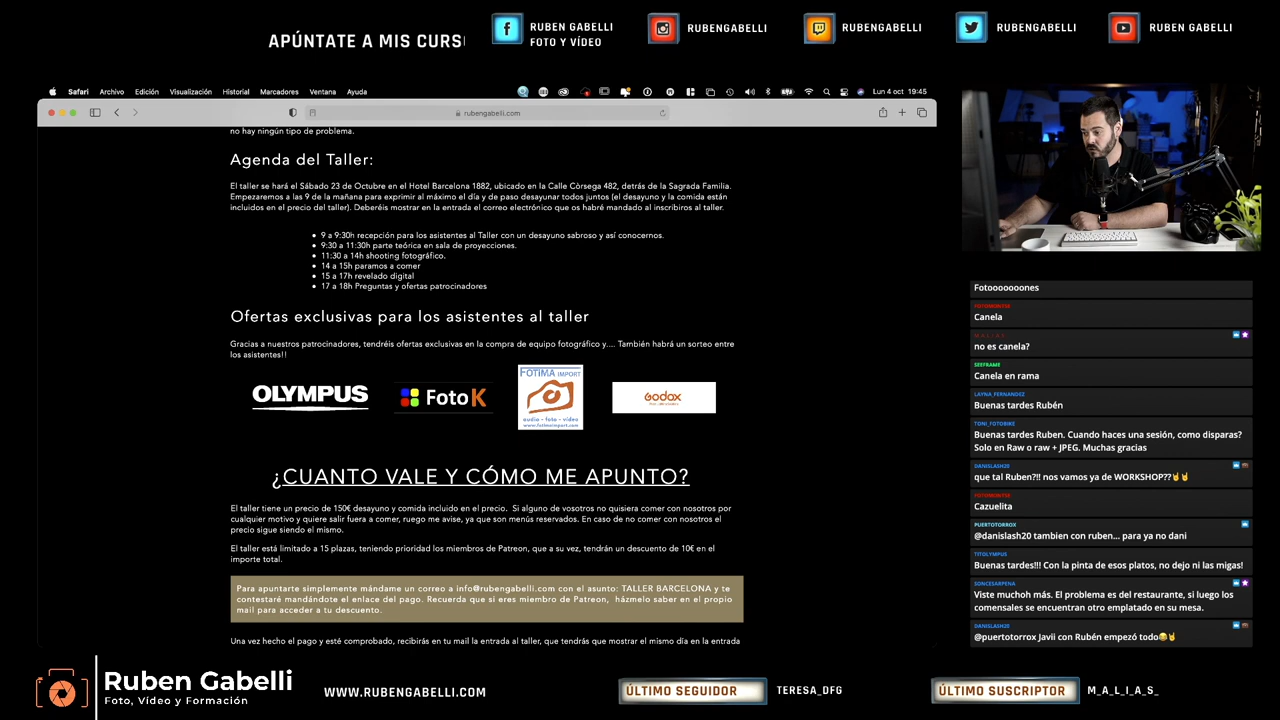 APÚNTATE A MIS CURS
RUBEN GABELLI
FOTO Y VÍDEO
RUBENGABELLI
RUBENGABELLI
RUBENGABELLI
RUBEN GABELLI
Safari Archivo Edición Visualización Historial Marcadores Ventana Ayuda
Lun 4 oct 19:45
rubengabelli.com
no hay ningún tipo de problema.
Agenda del Taller:
El taller se hará el Sábado 23 de Octubre en el Hotel Barcelona 1882, ubicado en la Calle Còrsega 482, detrás de la Sagrada Familia.
Empezaremos a las 9 de la mañana para exprimir al máximo el día y de paso desayunar todos juntos (el desayuno y la comida están
incluidos en el precio del taller). Deberéis mostrar en la entrada el correo electrónico que os habré mandado al inscribiros al taller.
• 9 a 9:30h recepción para los asistentes al Taller con un desayuno sabroso y así conocernos.
• 9:30 a 11:30h parte teórica en sala de proyecciones.
• 11:30 a 14h shooting fotográfico.
• 14 a 15h paramos a comer
• 15 a 17h revelado digital
• 17 a 18h Preguntas y ofertas patrocinadores
Ofertas exclusivas para los asistentes al taller
Gracias a nuestros patrocinadores, tendréis ofertas exclusivas en la compra de equipo fotográfico y.... También habrá un sorteo entre
los asistentes!!
OLYMPUS
FotoK
FOTIMA IMPORT
audio - foto - vídeo
www.fotimaimport.com
Godox
¿CUANTO VALE Y CÓMO ME APUNTO?
El taller tiene un precio de 150€ desayuno y comida incluido en el precio. Si alguno de vosotros no quisiera comer con nosotros por
cualquier motivo y quiere salir fuera a comer, ruego me avise, ya que son menús reservados. En caso de no comer con nosotros el
precio sigue siendo el mismo.
El taller está limitado a 15 plazas, teniendo prioridad los miembros de Patreon, que a su vez, tendrán un descuento de 10€ en el
importe total.
Para apuntarte simplemente mándame un correo a info@rubengabelli.com con el asunto: TALLER BARCELONA y te
contestaré mandándote el enlace del pago. Recuerda que si eres miembro de Patreon, házmelo saber en el propio
mail para acceder a tu descuento.
Una vez hecho el pago y esté comprobado, recibirás en tu mail la entrada al taller, que tendrás que mostrar el mismo día en la entrada
Fotooooooones
Canela
no es canela?
SEEFRAME
Canela en rama
LAYNA_FERNANDEZ
Buenas tardes Rubén
TONI_FOTOBIKE
Buenas tardes Ruben. Cuando haces una sesión, como disparas?
Solo en Raw o raw + JPEG. Muchas gracias
DANISLASH20
que tal Ruben?!! nos vamos ya de WORKSHOP??🤘🤘
Cazuelita
PUERTOTORROX
@danislash20 tambien con ruben... para ya no dani
TITOLYMPUS
Buenas tardes!!! Con la pinta de esos platos, no dejo ni las migas!
SONCESARPENA
Viste muchoh más. El problema es del restaurante, si luego los
comensales se encuentran otro emplatado en su mesa.
DANISLASH20
@puertotorrox Javii con Rubén empezó todo😂🤘
Ruben Gabelli
Foto, Vídeo y Formación
WWW.RUBENGABELLI.COM
ÚLTIMO SEGUIDOR
TERESA_DFG
ÚLTIMO SUSCRIPTOR
M_A_L_I_A_S_